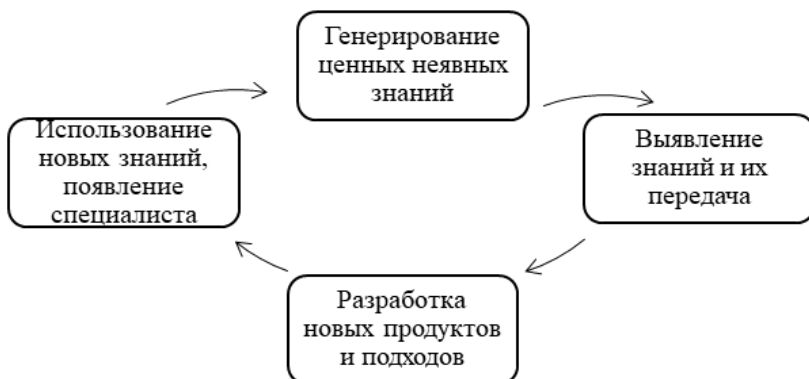 Генерирование
ценных неявных
знаний
Выявление
знаний и их
передача
Разработка
новых продуктов
и подходов
Использование
новых знаний,
появление
специалиста